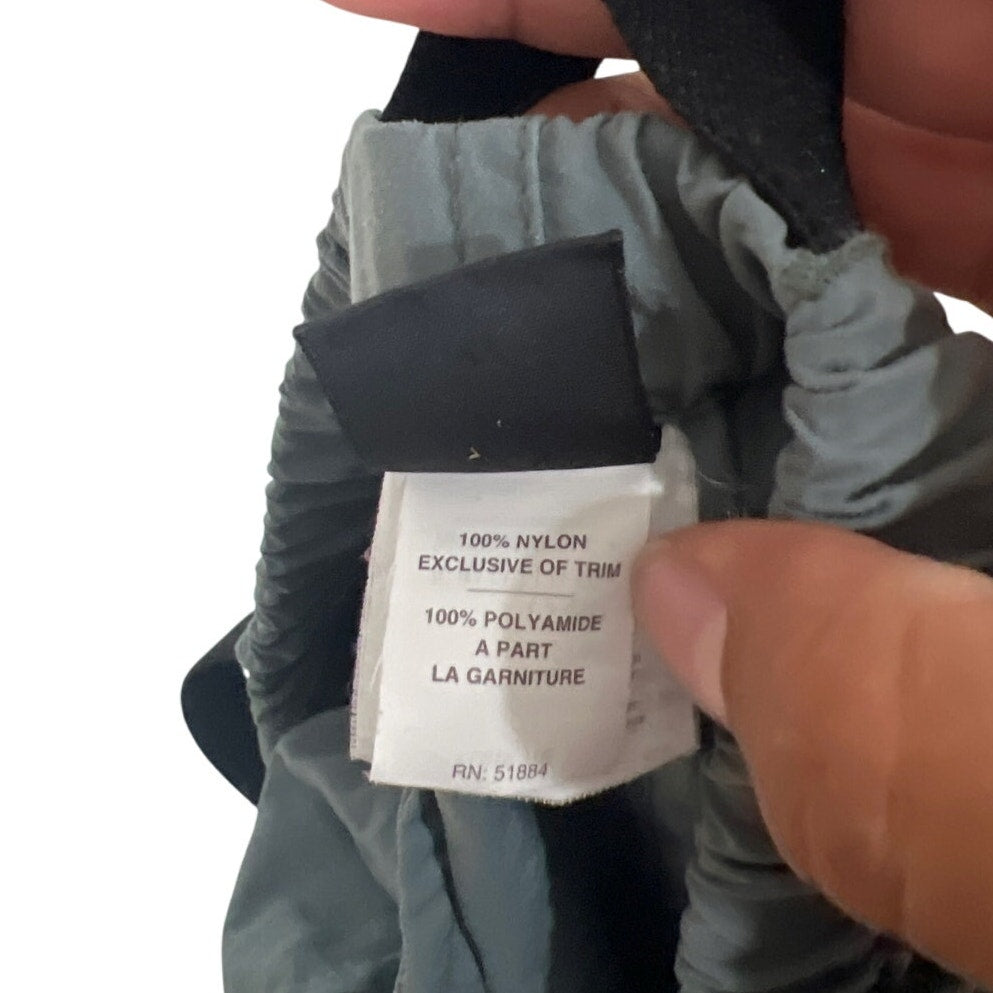 100% NYLON
EXCLUSIVE OF TRIM
100% POLYAMIDE
A PART
LA GARNITURE
RN: 51884